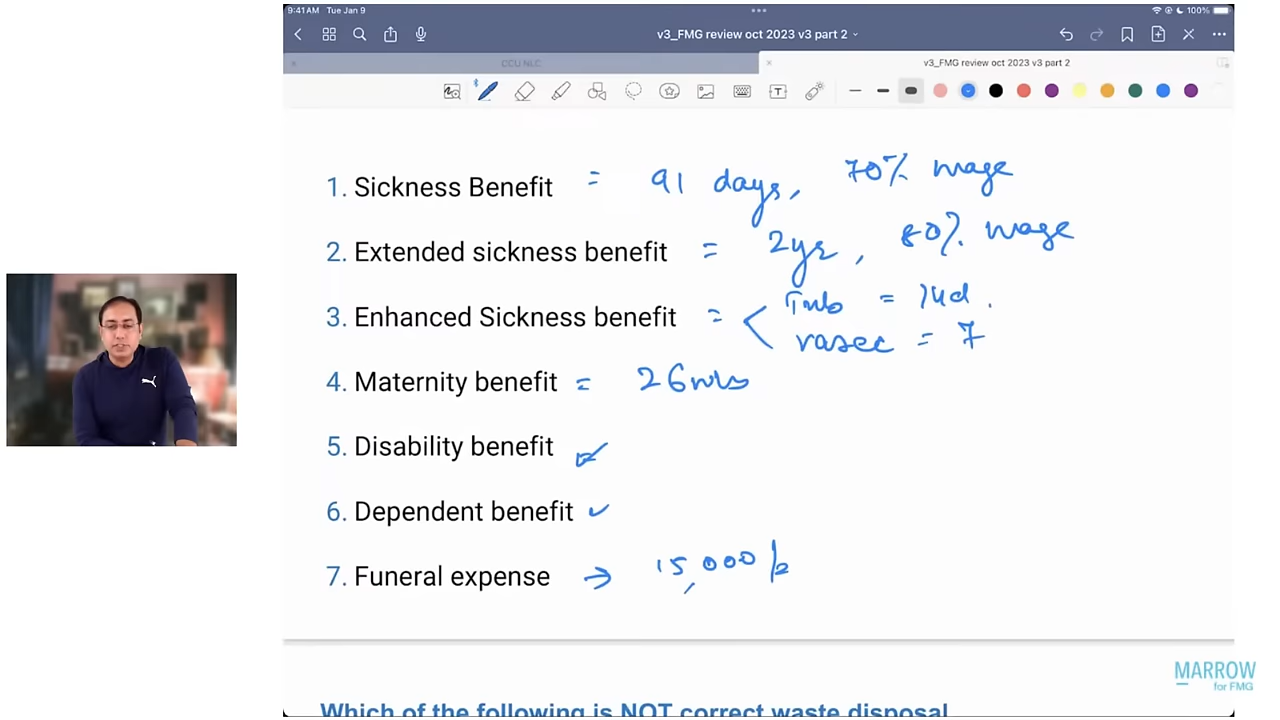 9:41 AM Tue Jan 9
100%
v3_FMG review oct 2023 v3 part 2
CCU NLC
v3_FMG review oct 2023 v3 part 2
1. Sickness Benefit = 91 days, 70% wage
2. Extended sickness benefit = 2yr, 80% wage
3. Enhanced Sickness benefit = Tub = 14d.
vasec = 7
4. Maternity benefit = 26wks
5. Disability benefit
6. Dependent benefit
7. Funeral expense → 15,000/-
MARROW
for FMG
Which of the following is NOT correct waste disposal